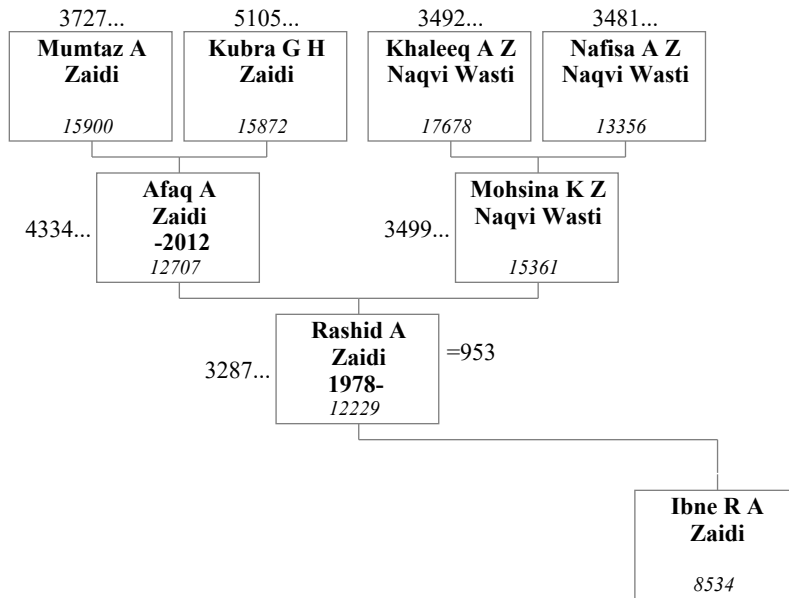 3727...
5105...
3492...
3481...
Mumtaz A
Zaidi
15900
Kubra G H
Zaidi
15872
Khaleeq A Z
Naqvi Wasti
17678
Nafisa A Z
Naqvi Wasti
13356
4334...
Afaq A
Zaidi
-2012
12707
3499...
Mohsina K Z
Naqvi Wasti
15361
3287...
Rashid A
Zaidi
1978-
12229
=953
Ibne R A
Zaidi
8534